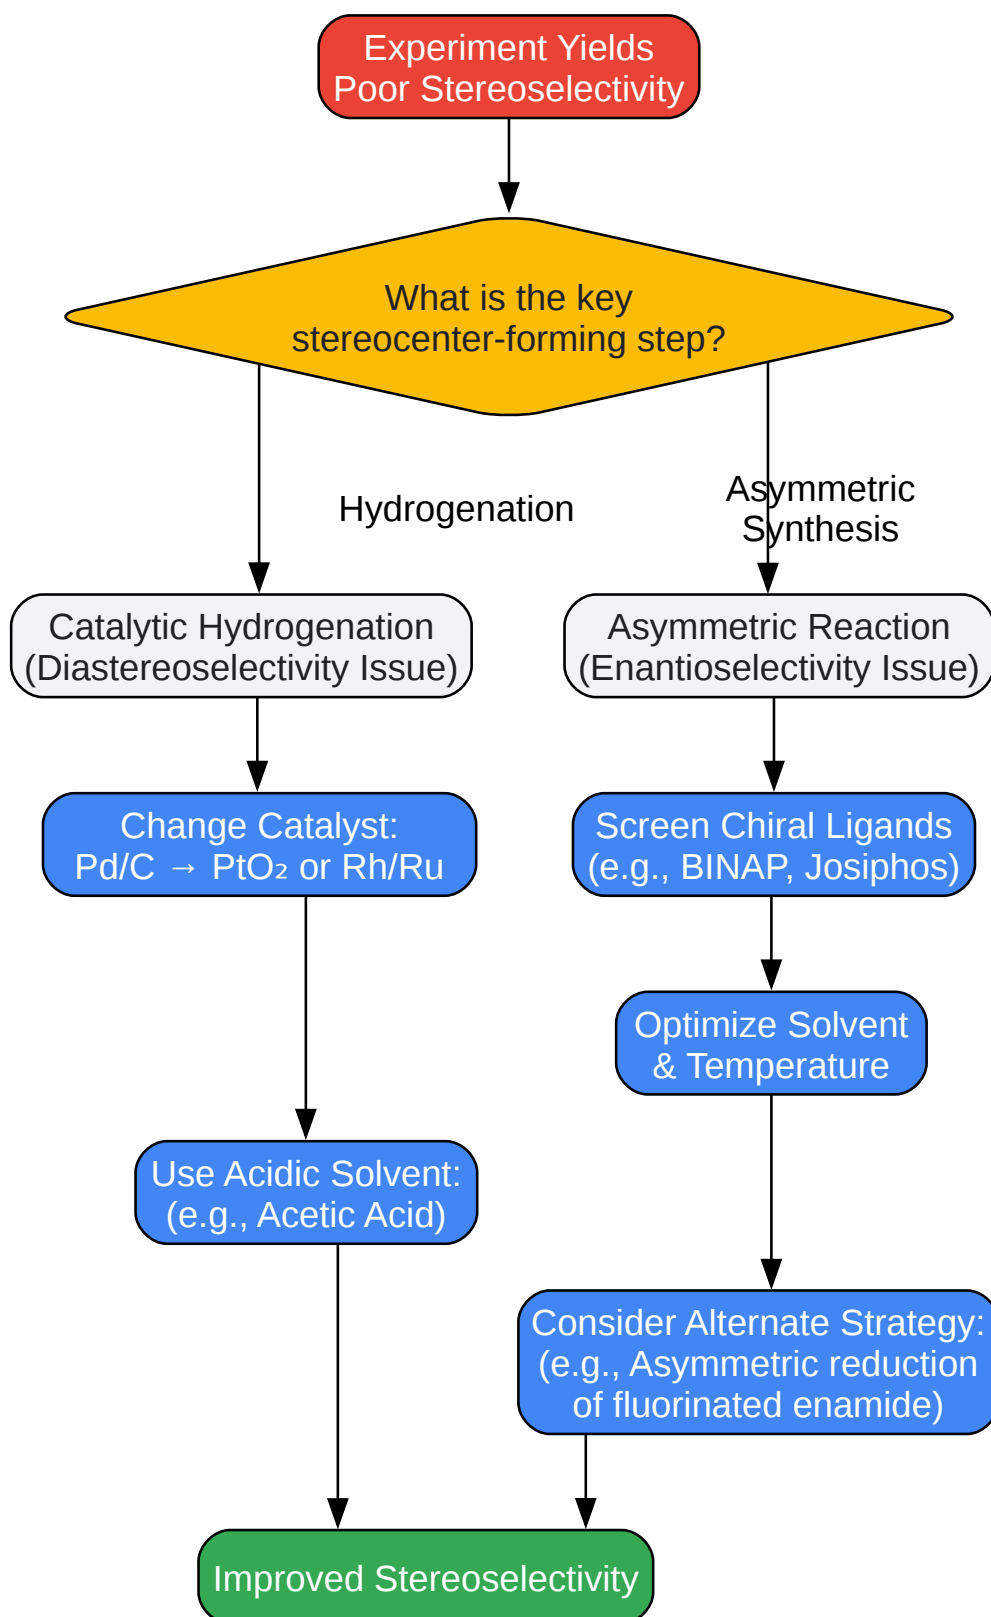 Experiment Yields
Poor Stereoselectivity
What is the key
stereocenter-forming step?
Hydrogenation
Asymmetric
Synthesis
Catalytic Hydrogenation
(Diastereoselectivity Issue)
Asymmetric Reaction
(Enantioselectivity Issue)
Change Catalyst:
Pd/C → PtO₂ or Rh/Ru
Screen Chiral Ligands
(e.g., BINAP, Josiphos)
Optimize Solvent
& Temperature
Use Acidic Solvent:
(e.g., Acetic Acid)
Consider Alternate Strategy:
(e.g., Asymmetric reduction
of fluorinated enamide)
Improved Stereoselectivity